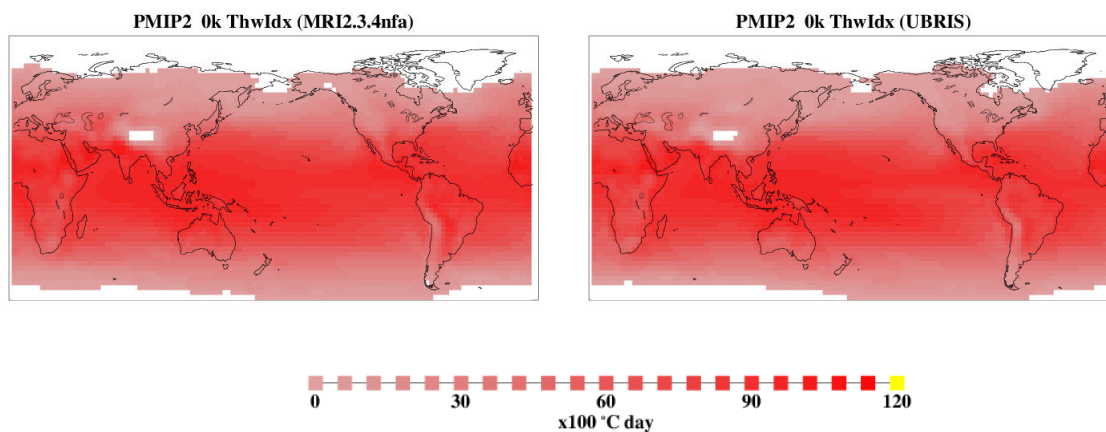 PMIP2 0k ThwIdx (MRI2.3.4nfa)
PMIP2 0k ThwIdx (UBRIS)
0 30 60 90 120
x100 °C day